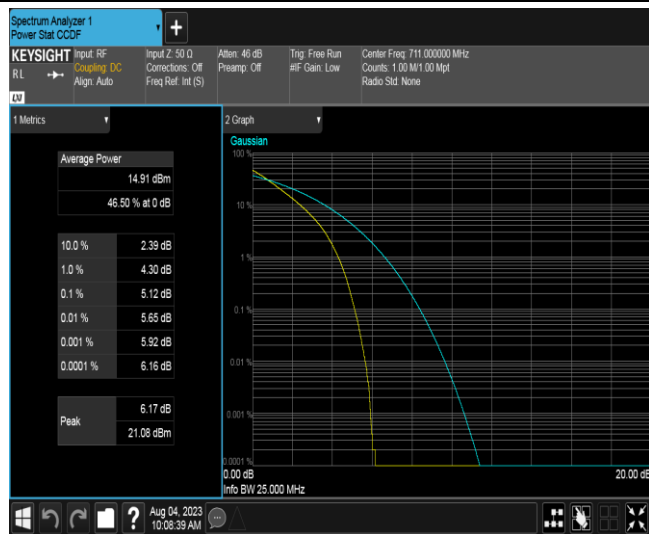 Spectrum Analyzer 1
Power Stat CCDF
+
KEYSIGHT
RL
LXI
Input: RF
Coupling: DC
Align: Auto
Input Z: 50 Ω
Corrections: Off
Freq Ref: Int (S)
Atten: 46 dB
Preamp: Off
Trig: Free Run
#IF Gain: Low
Center Freq: 711.000000 MHz
Counts: 1.00 M/1.00 Mpt
Radio Std: None
1 Metrics
Average Power
14.91 dBm
46.50 % at 0 dB
10.0 % 2.39 dB
1.0 % 4.30 dB
0.1 % 5.12 dB
0.01 % 5.65 dB
0.001 % 5.92 dB
0.0001 % 6.16 dB
Peak
6.17 dB
21.08 dBm
2 Graph
Gaussian
100 %
10 %
1 %
0.1 %
0.01 %
0.001 %
0.0001 %
0.00 dB
20.00 dB
Info BW 25.000 MHz
?
Aug 04, 2023
10:08:39 AM